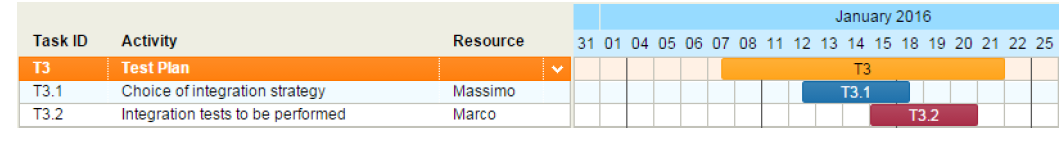 January 2016
Task ID Activity Resource 31 01 04 05 06 07 08 11 12 13 14 15 18 19 20 21 22 25
T3 Test Plan T3
T3.1 Choice of integration strategy Massimo T3.1
T3.2 Integration tests to be performed Marco T3.2